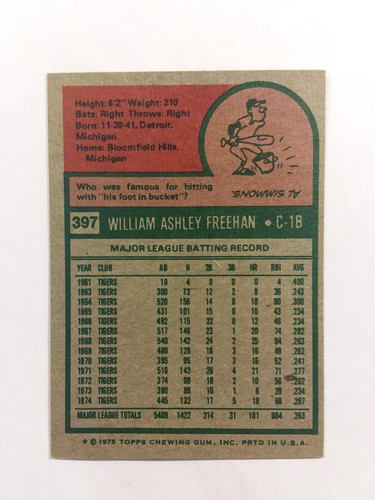 Height: 6'2" Weight: 210
Bats: Right Throws: Right
Born: 11-29-41, Detroit,
Michigan
Home: Bloomfield Hills,
Michigan
AL SIMMONS
Who was famous for hitting
with "his foot in bucket"?
397 WILLIAM ASHLEY FREEHAN • C-1B
MAJOR LEAGUE BATTING RECORD
YEAR CLUB AB H 2B 3B HR RBI AVG
1961 TIGERS 10 4 0 0 0 4 .400
1963 TIGERS 300 73 12 2 9 36 .243
1964 TIGERS 520 156 14 8 18 80 .300
1965 TIGERS 431 101 15 0 10 43 .234
1966 TIGERS 492 115 22 0 12 46 .234
1967 TIGERS 517 146 23 1 20 74 .282
1968 TIGERS 540 142 24 2 25 84 .263
1969 TIGERS 489 128 16 3 16 49 .262
1970 TIGERS 395 95 17 3 16 52 .241
1971 TIGERS 516 143 26 4 21 71 .277
1972 TIGERS 374 98 18 2 10 56 .262
1973 TIGERS 380 89 10 1 6 29 .234
1974 TIGERS 445 132 17 5 18 60 .297
MAJOR LEAGUE TOTALS 5409 1422 214 31 181 684 .263
* © 1975 TOPPS CHEWING GUM, INC. PRTD IN U.S.A.